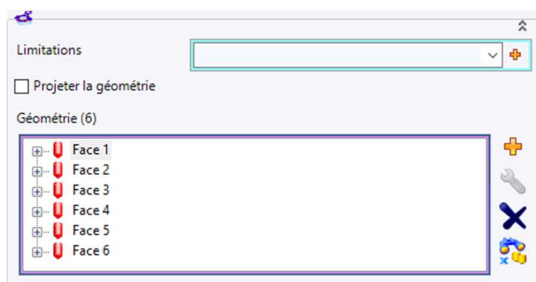 Limitations
Projeter la géométrie
Géométrie (6)
Face 1
Face 2
Face 3
Face 4
Face 5
Face 6